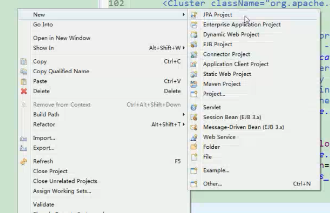 102 <Cluster className="org.apache.
New
Go Into
Open in New Window
Show In Alt+Shift+W
Copy Ctrl+C
Copy Qualified Name
Paste Ctrl+V
Delete Delete
Remove from Context Ctrl+Alt+Shift+Down
Build Path
Refactor Alt+Shift+T
Import...
Export...
Refresh F5
Close Project
Close Unrelated Projects
Assign Working Sets...
Validate
JPA Project
Enterprise Application Project
Dynamic Web Project
EJB Project
Connector Project
Application Client Project
Static Web Project
Maven Project
Project...
Servlet
Session Bean (EJB 3.x)
Message-Driven Bean (EJB 3.x)
Web Service
Folder
File
Example...
Other... Ctrl+N